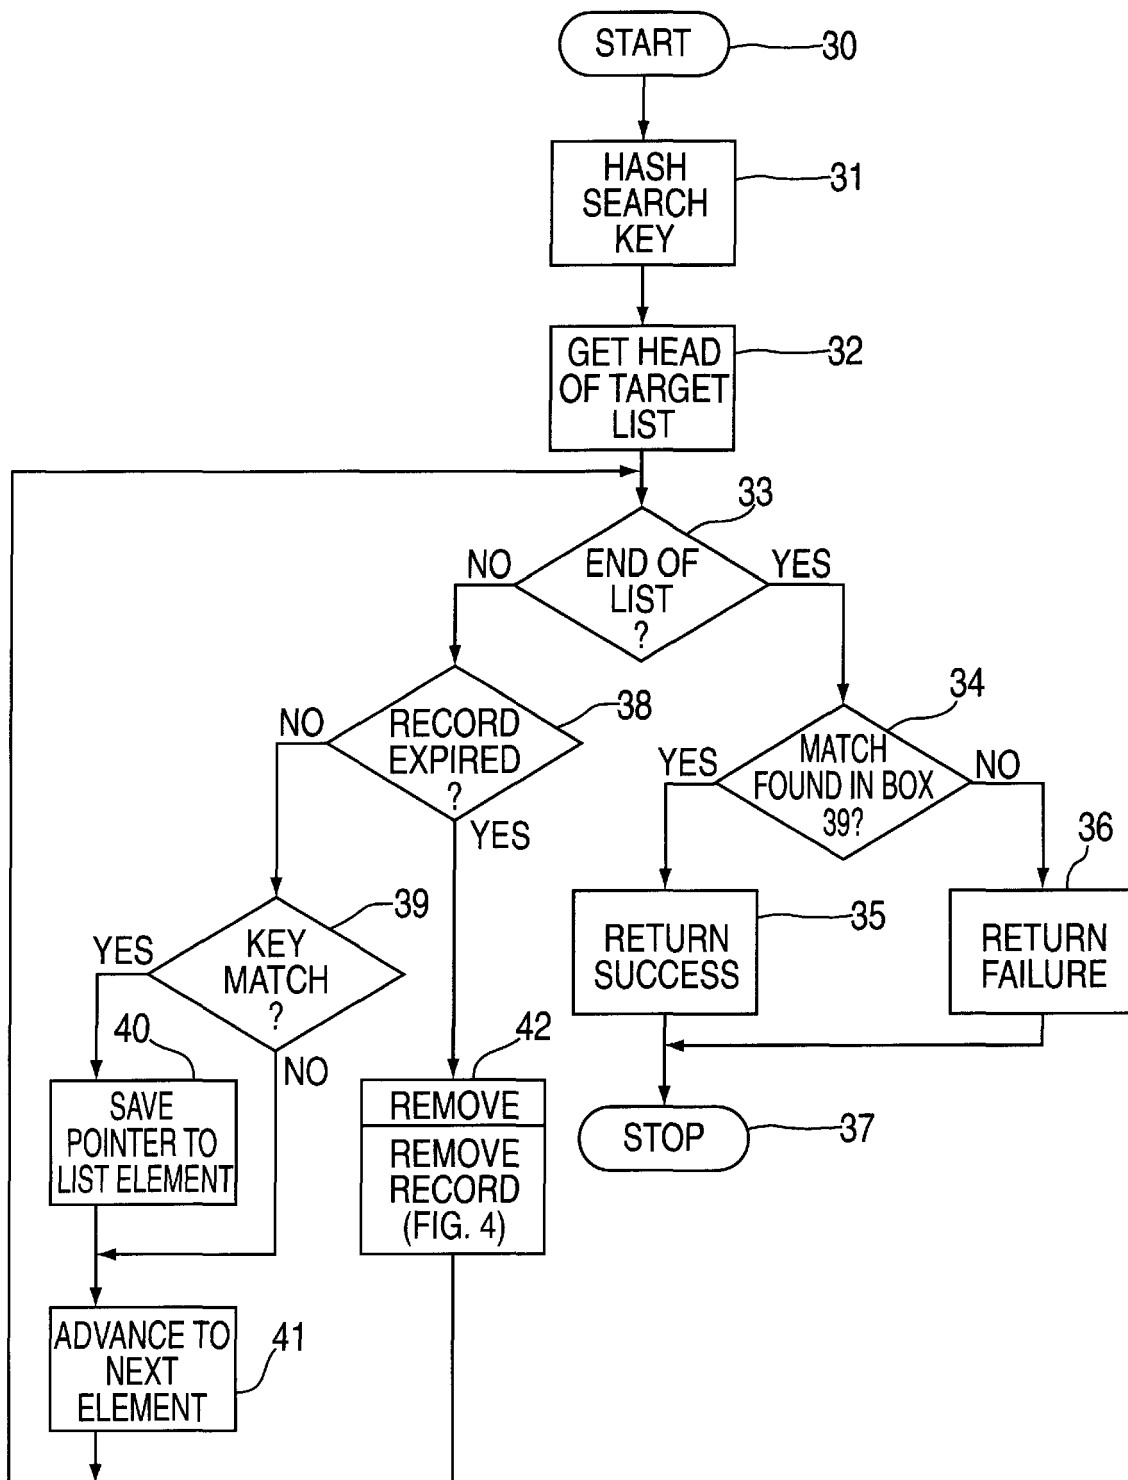 START
30
HASH
SEARCH
KEY
31
GET HEAD
OF TARGET
LIST
32
33
NO
END OF
LIST
?
YES
34
NO
RECORD
EXPIRED
?
38
YES
YES
MATCH
FOUND IN BOX
39?
NO
36
39
YES
KEY
MATCH
?
NO
RETURN
SUCCESS
35
RETURN
FAILURE
40
SAVE
POINTER TO
LIST ELEMENT
42
REMOVE
REMOVE
RECORD
(FIG. 4)
STOP
37
ADVANCE TO
NEXT
ELEMENT
41